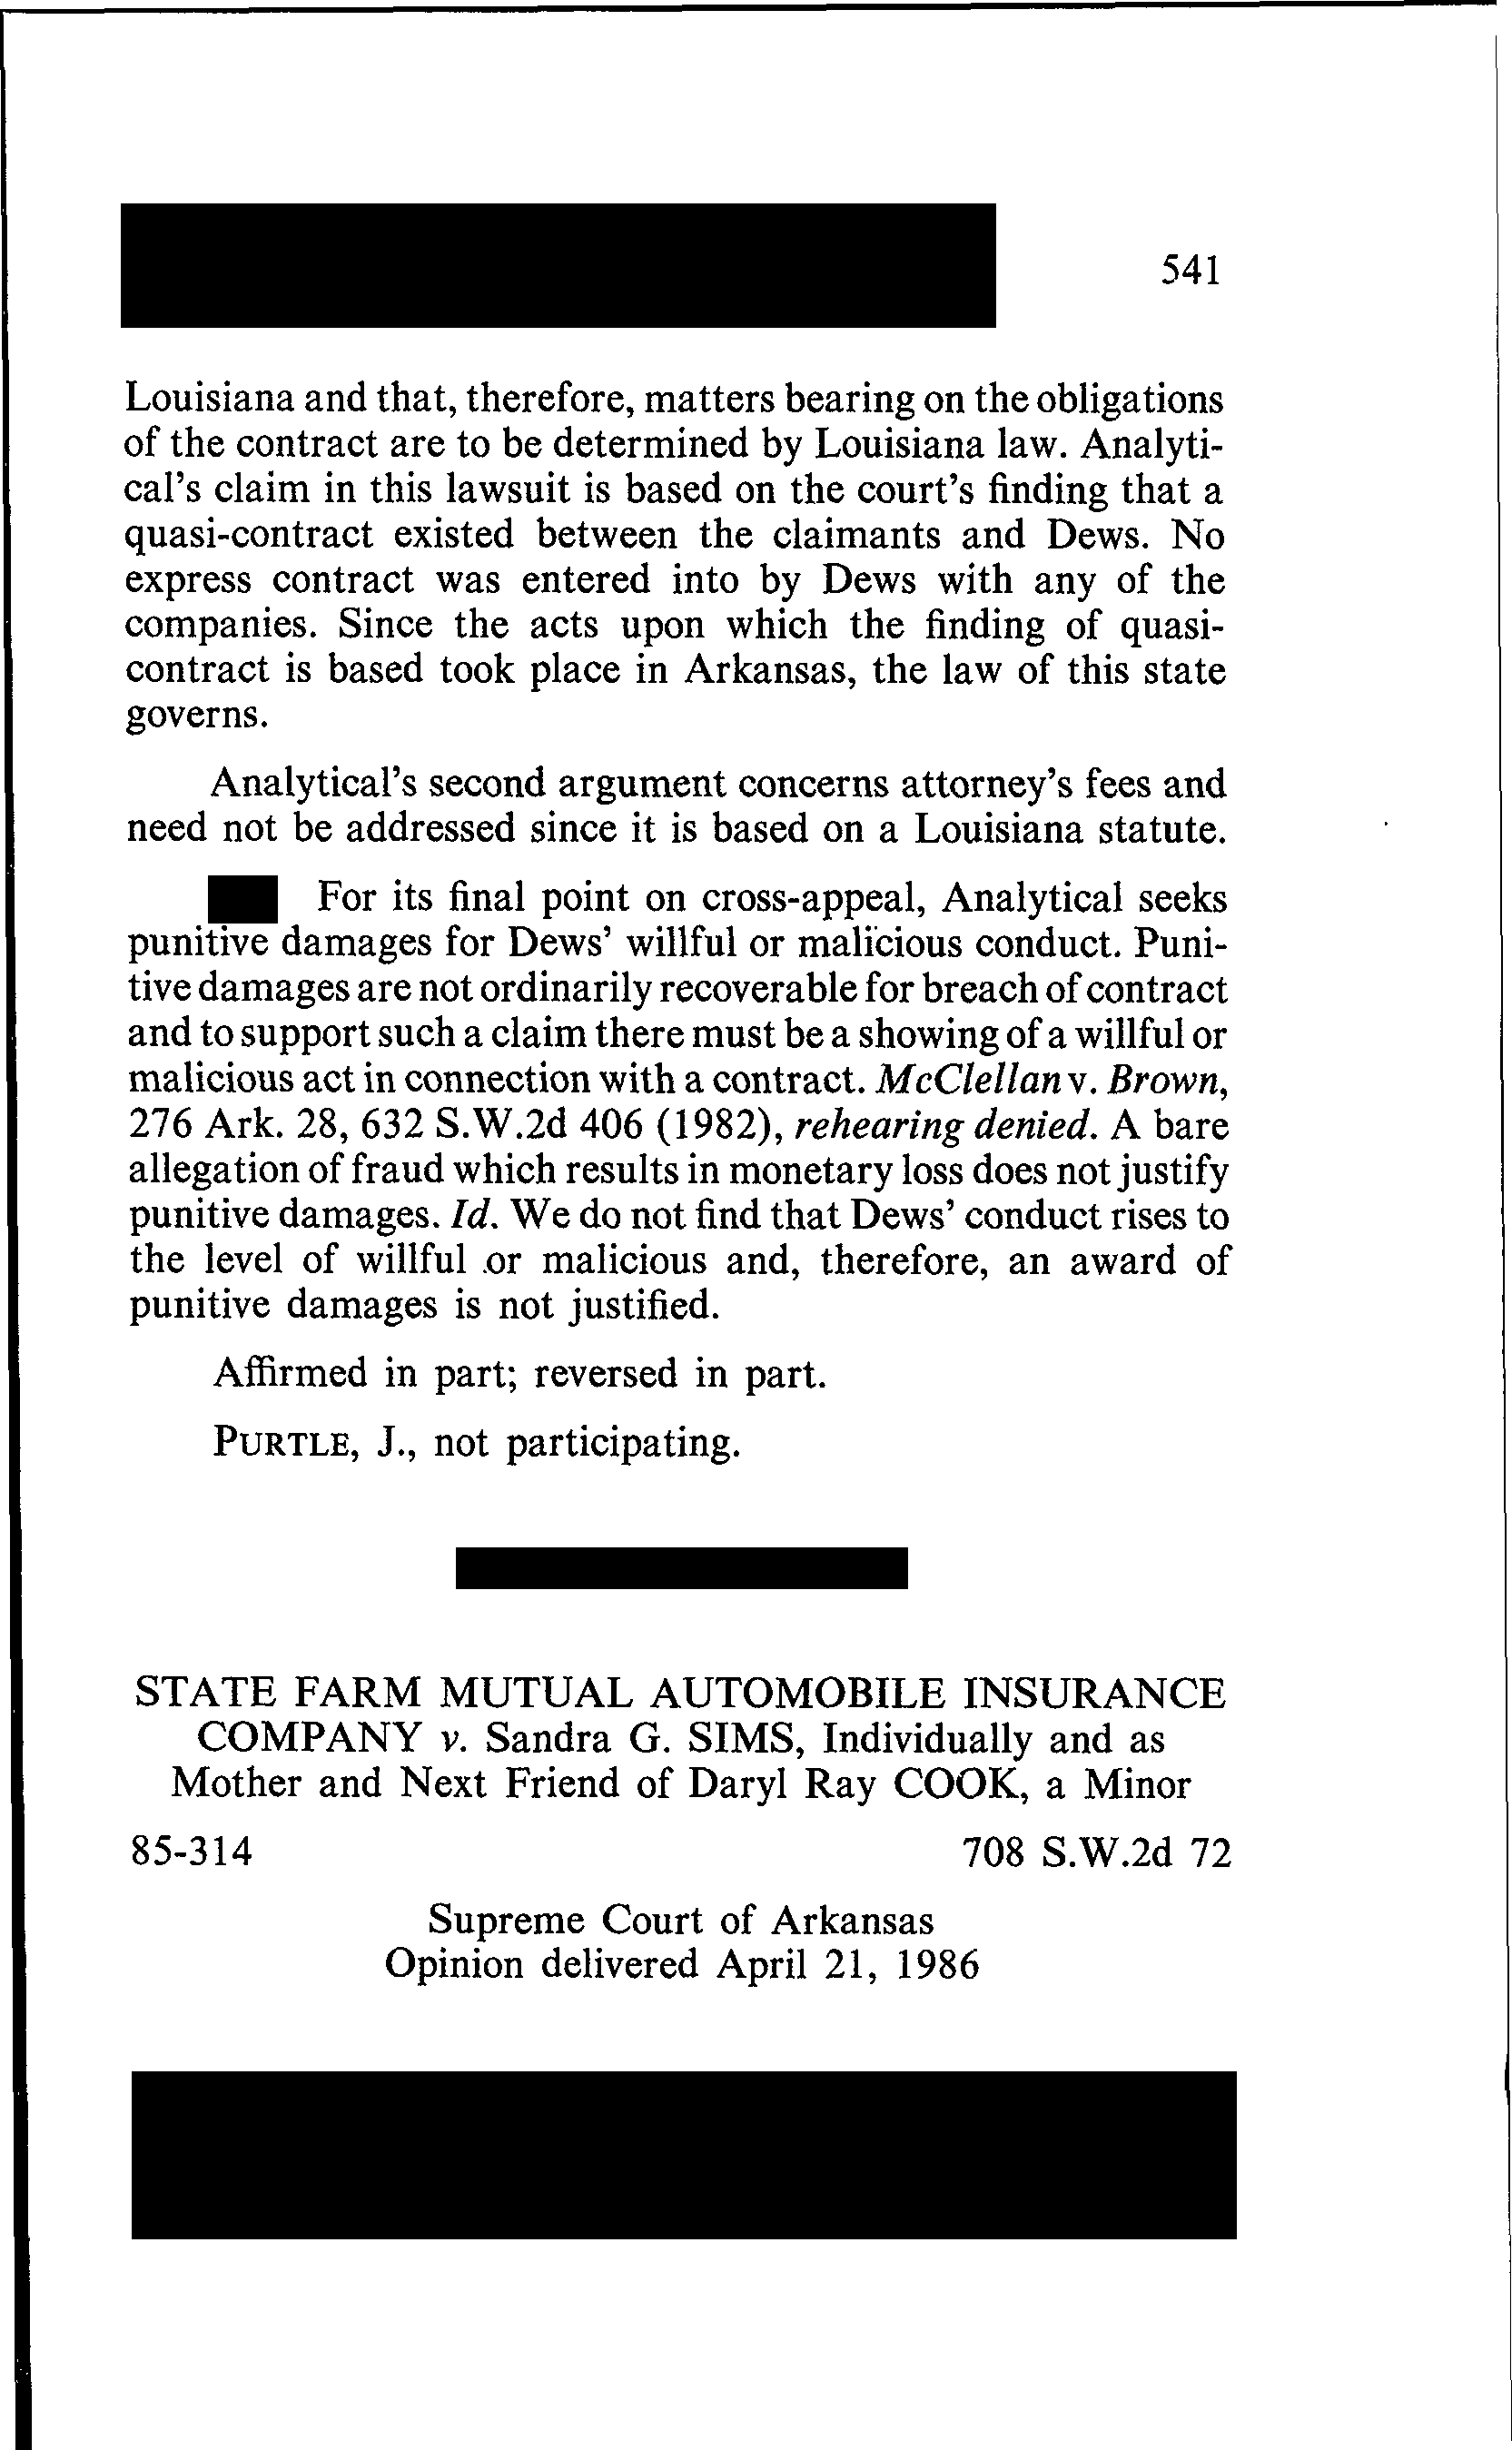 541
Louisiana and that, therefore, matters bearing on the obligations
of the contract are to be determined by Louisiana law. Analyti-
cal's claim in this lawsuit is based on the court's finding that a
quasi-contract existed between the claimants and Dews. No
express contract was entered into by Dews with any of the
companies. Since the acts upon which the finding of quasi-
contract is based took place in Arkansas, the law of this state
governs.
Analytical's second argument concerns attorney's fees and
need not be addressed since it is based on a Louisiana statute.
For its final point on cross-appeal, Analytical seeks
punitive damages for Dews' willful or malicious conduct. Puni-
tive damages are not ordinarily recoverable for breach of contract
and to support such a claim there must be a showing of a willful or
malicious act in connection with a contract. McClellan v. Brown,
276 Ark. 28, 632 S.W.2d 406 (1982), rehearing denied. A bare
allegation of fraud which results in monetary loss does not justify
punitive damages. Id. We do not find that Dews' conduct rises to
the level of willful or malicious and, therefore, an award of
punitive damages is not justified.
Affirmed in part; reversed in part.
PURTLE, J., not participating.
STATE FARM MUTUAL AUTOMOBILE INSURANCE
COMPANY v. Sandra G. SIMS, Individually and as
Mother and Next Friend of Daryl Ray COOK, a Minor
85-314 708 S.W.2d 72
Supreme Court of Arkansas
Opinion delivered April 21, 1986